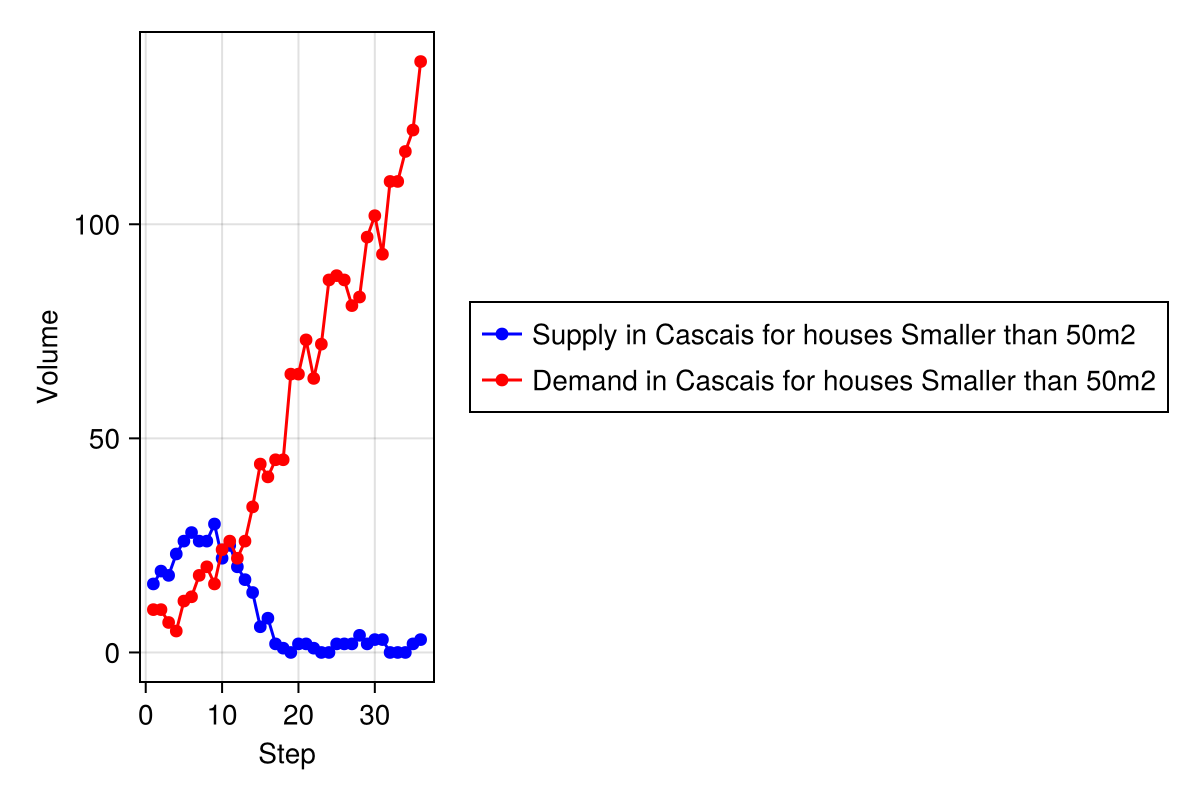 100
50
0
0 10 20 30
Volume
Step
Supply in Cascais for houses Smaller than 50m2
Demand in Cascais for houses Smaller than 50m2